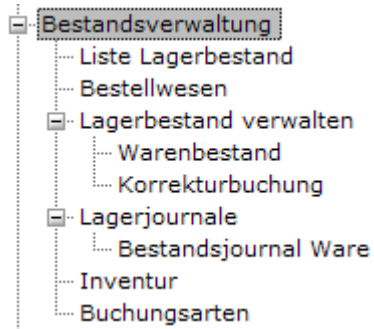 Bestandsverwaltung
Liste Lagerbestand
Bestellwesen
Lagerbestand verwalten
Warenbestand
Korrekturbuchung
Lagerjournale
Bestandsjournal Ware
Inventur
Buchungsarten